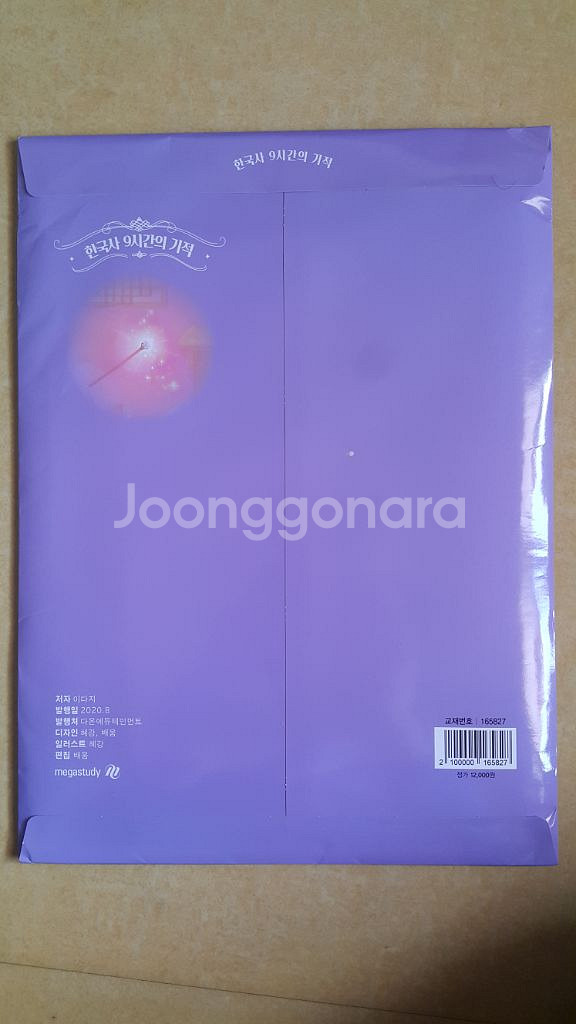 한국사 9시간의 기적
한국사 9시간의 기적
Joonggonara
저자 이다지
발행일 2020.8
발행처 다온에듀테인먼트
디자인 혜강, 배움
일러스트 혜강
편집 배움
megastudy
교재번호 | 165827
2 100000 165827
정가 12,000원